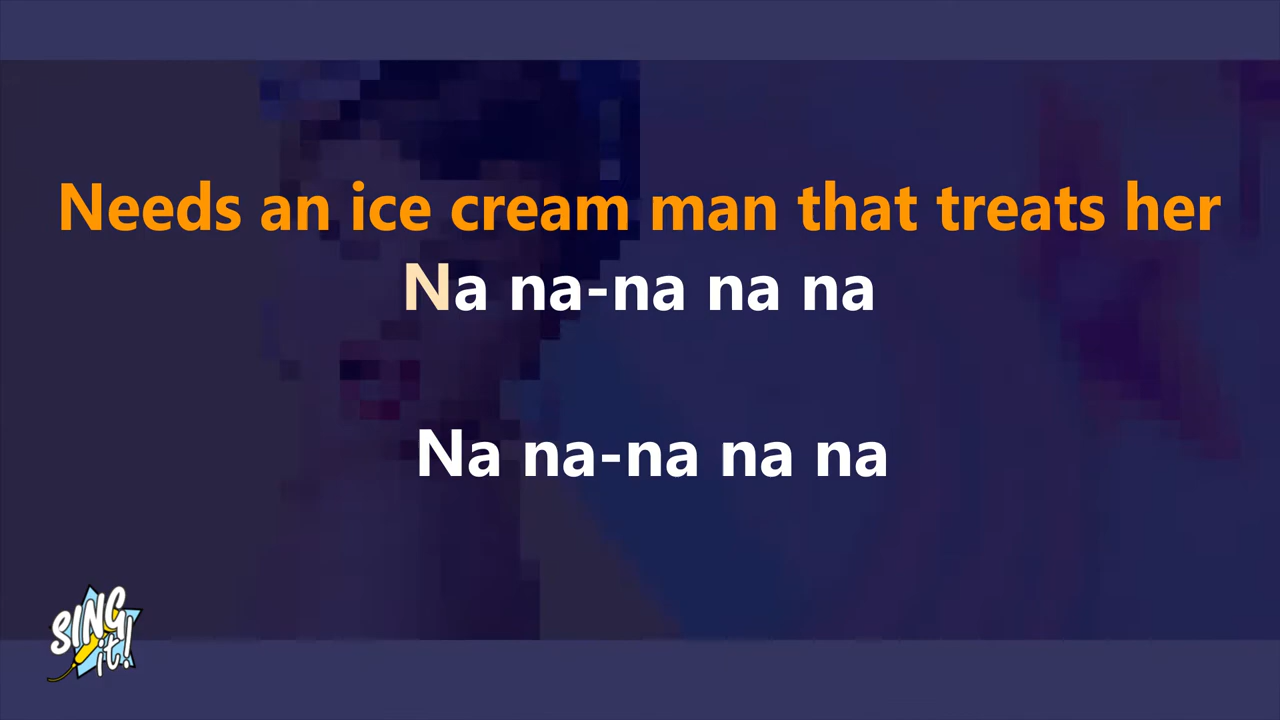 Needs an ice cream man that treats her
Na na-na na na
Na na-na na na
SING
it!